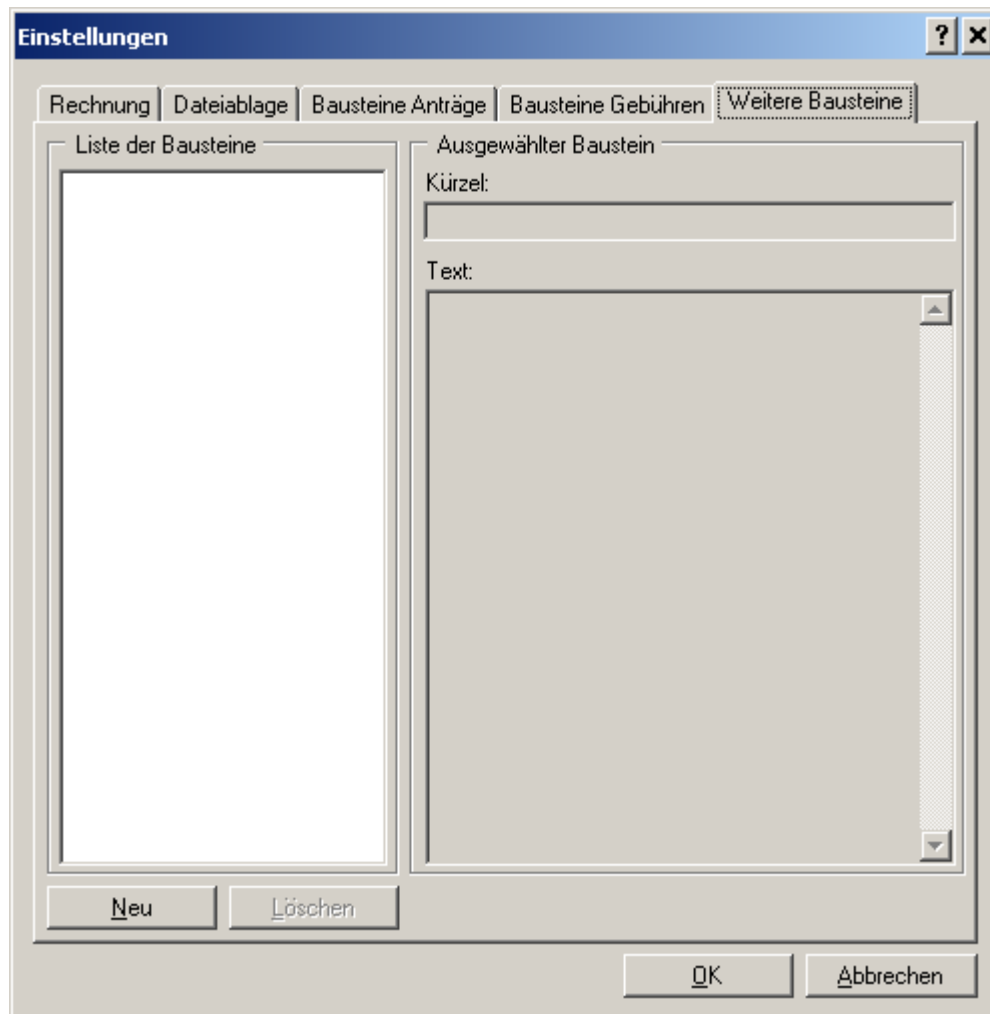 Einstellungen
Rechnung Dateiablage Bausteine Anträge Bausteine Gebühren Weitere Bausteine
Liste der Bausteine Ausgewählter Baustein
Kürzel:
Text:
Neu Löschen
OK Abbrechen